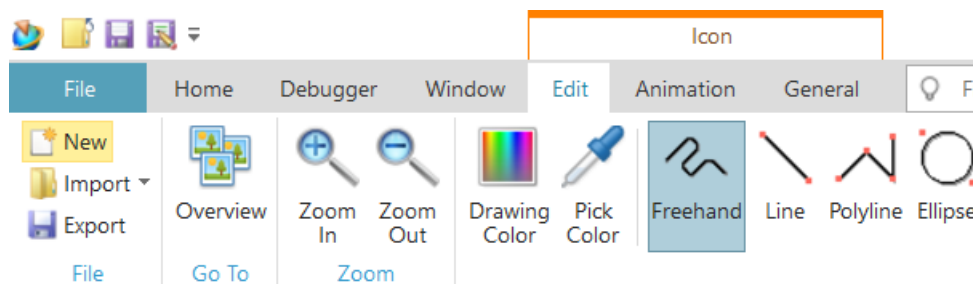 Icon
File Home Debugger Window Edit Animation General F
New
Import
Export
Overview
Zoom In
Zoom Out
Drawing Color
Pick Color
Freehand
Line
Polyline
Ellipse
File Go To Zoom